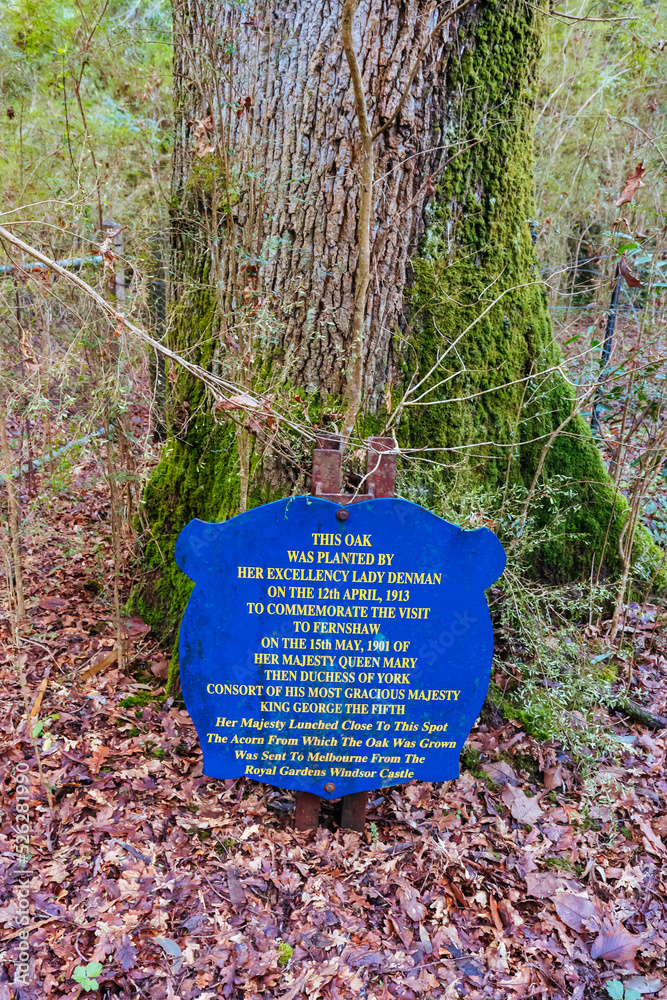 THIS OAK
WAS PLANTED BY
HER EXCELLENCY LADY DENMAN
ON THE 12th APRIL, 1913
TO COMMEMORATE THE VISIT
TO FERNSHAW
ON THE 15th MAY, 1901 OF
HER MAJESTY QUEEN MARY
THEN DUCHESS OF YORK
CONSORT OF HIS MOST GRACIOUS MAJESTY
KING GEORGE THE FIFTH
Her Majesty Lunched Close To This Spot
The Acorn From Which The Oak Was Grown
Was Sent To Melbourne From The
Royal Gardens Windsor Castle
526281990
Adobe Stock